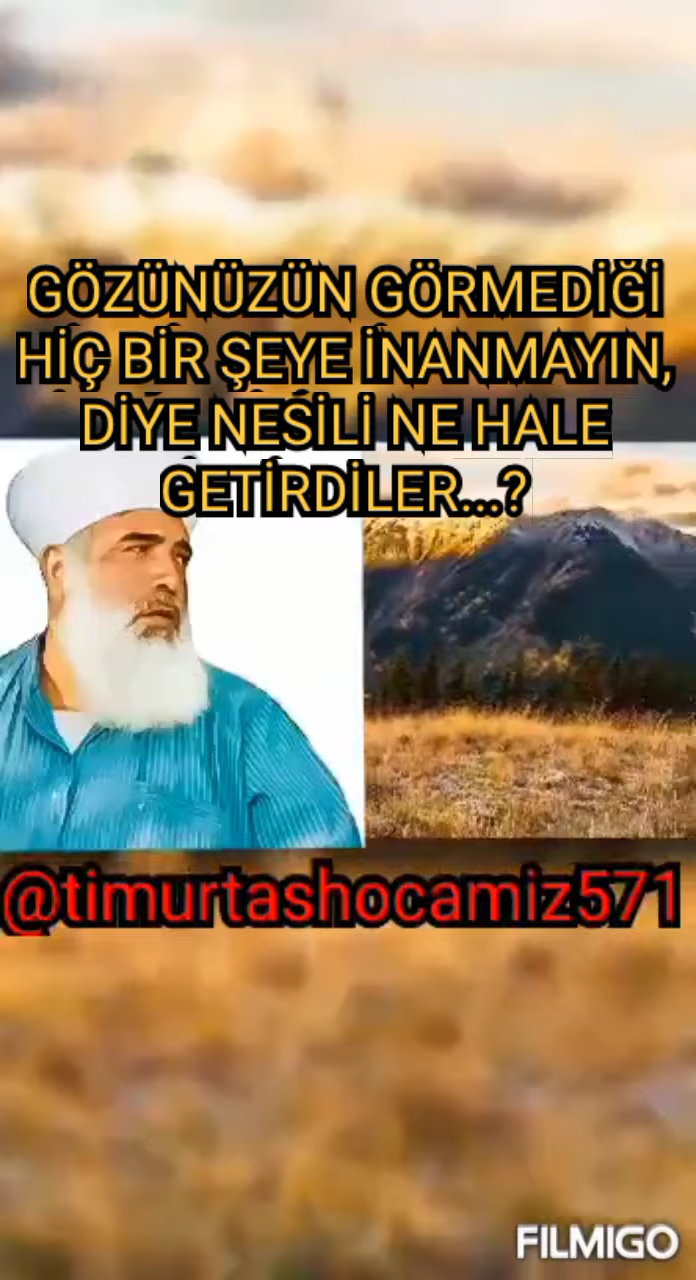 GÖZÜNÜZÜN GÖRMEDİĞİ
HİÇ BİR ŞEYE İNANMAYIN,
DİYE NESİLİ NE HALE
GETİRDİLER...?
@timurtashocamiz571
FILMIGO